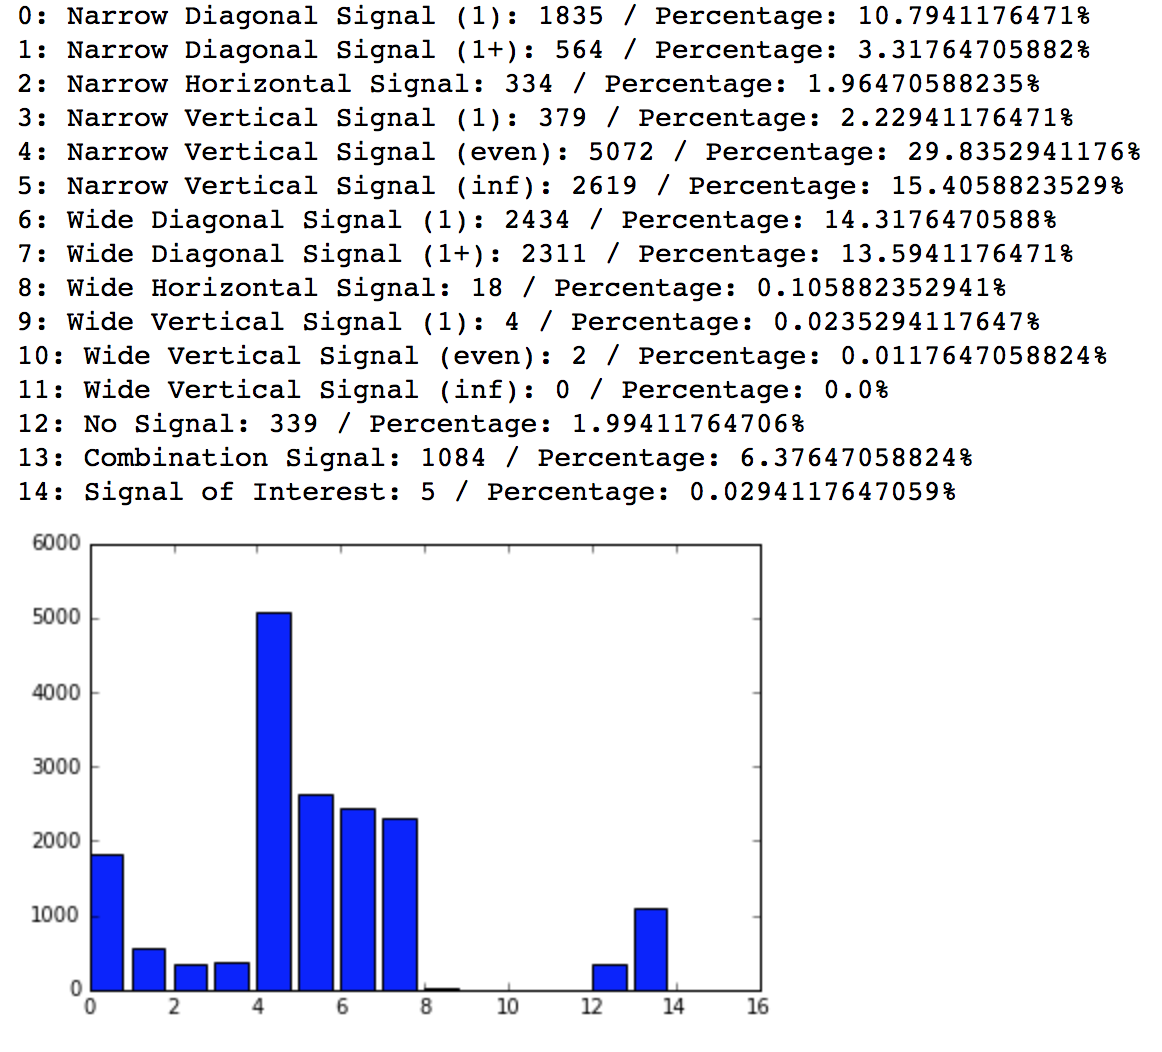 0: Narrow Diagonal Signal (1): 1835 / Percentage: 10.7941176471%
1: Narrow Diagonal Signal (1+): 564 / Percentage: 3.31764705882%
2: Narrow Horizontal Signal: 334 / Percentage: 1.96470588235%
3: Narrow Vertical Signal (1): 379 / Percentage: 2.22941176471%
4: Narrow Vertical Signal (even): 5072 / Percentage: 29.8352941176%
5: Narrow Vertical Signal (inf): 2619 / Percentage: 15.4058823529%
6: Wide Diagonal Signal (1): 2434 / Percentage: 14.3176470588%
7: Wide Diagonal Signal (1+): 2311 / Percentage: 13.5941176471%
8: Wide Horizontal Signal: 18 / Percentage: 0.105882352941%
9: Wide Vertical Signal (1): 4 / Percentage: 0.0235294117647%
10: Wide Vertical Signal (even): 2 / Percentage: 0.0117647058824%
11: Wide Vertical Signal (inf): 0 / Percentage: 0.0%
12: No Signal: 339 / Percentage: 1.99411764706%
13: Combination Signal: 1084 / Percentage: 6.37647058824%
14: Signal of Interest: 5 / Percentage: 0.0294117647059%
6000
5000
4000
3000
2000
1000
0
0 2 4 6 8 10 12 14 16